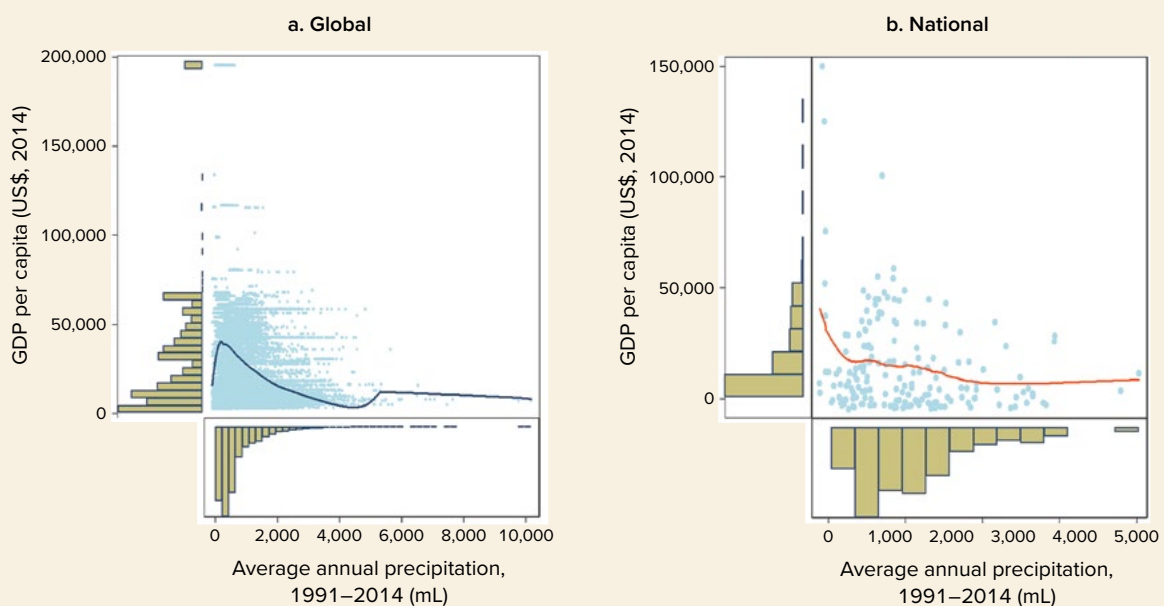 a. Global
GDP per capita (US$, 2014)
200,000
150,000
100,000
50,000
0
0 2,000 4,000 6,000 8,000 10,000
Average annual precipitation,
1991–2014 (mL)
b. National
GDP per capita (US$, 2014)
150,000
100,000
50,000
0
0 1,000 2,000 3,000 4,000 5,000
Average annual precipitation,
1991–2014 (mL)